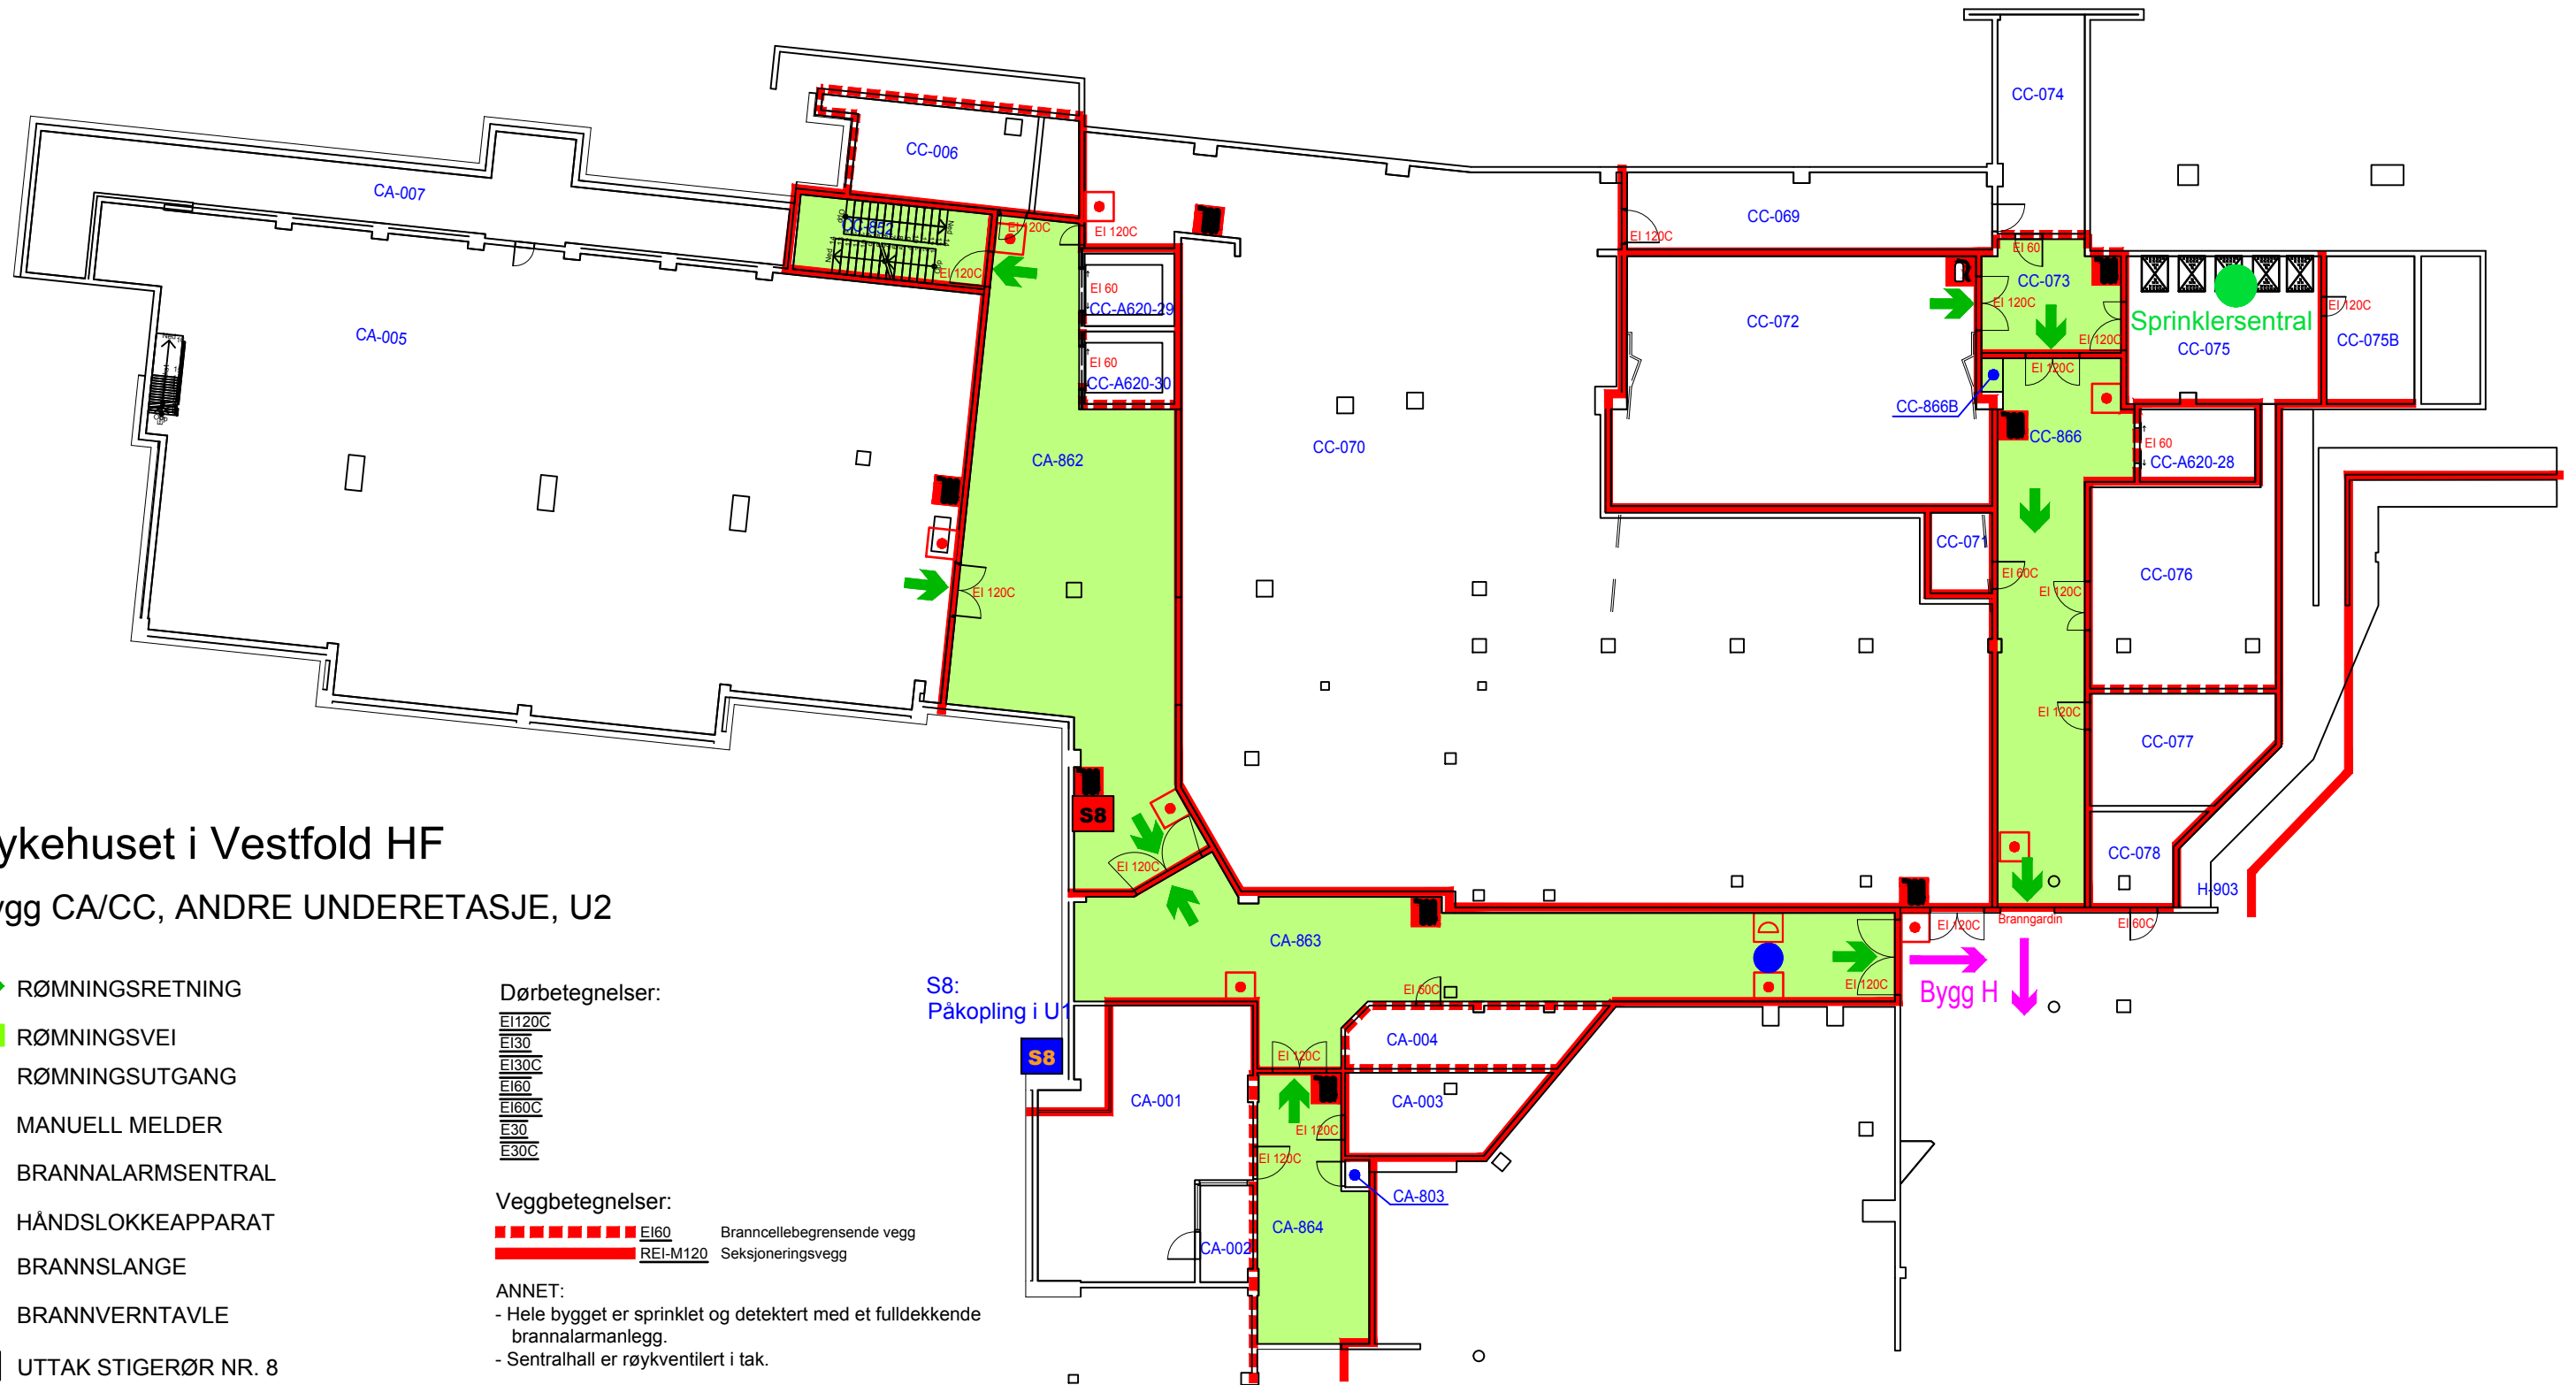 CC-074
CC-006
CA-007
CC-069
CC-852
Opp
Ned
Ned
Opp
EI 120C
EI 120C
EI 120C
EI 120C
EI 60
CC-073
EI 120C
EI 120C
EI 120C
EI 60
CC-A620-29
CC-072
Sprinklersentral
CC-075
CC-075B
CA-005
EI 60
CC-A620-30
EI 120C
CC-866B
CC-866
EI 60
CC-A620-28
CC-070
CA-862
CC-071
EI 60C
EI 120C
CC-076
EI 120C
EI 120C
CC-077
S8
EI 120C
CC-078
H-903
ykehuset i Vestfold HF
ygg CA/CC, ANDRE UNDERETASJE, U2
CA-863
EI 120C
Branngardin
EI 60C
EI 120C
EI 60C
Bygg H
S8:
Påkopling i U1
S8
RØMNINGSRETNING
RØMNINGSVEI
RØMNINGSUTGANG
MANUELL MELDER
BRANNALARMSENTRAL
HÅNDSLOKKEAPPARAT
BRANNSLANGE
BRANNVERNTAVLE
UTTAK STIGERØR NR. 8
Dørbetegnelser:
EI120C
EI30
EI30C
EI60
EI60C
E30
E30C
Veggbetegnelser:
EI60 Branncellebegrensende vegg
REI-M120 Seksjoneringsvegg
ANNET:
- Hele bygget er sprinklet og detektert med et fulldekkende
brannalarmanlegg.
- Sentralhall er røykventilert i tak.
CA-004
EI 120C
CA-001
CA-003
EI 120C
EI 120C
CA-803
CA-864
CA-002